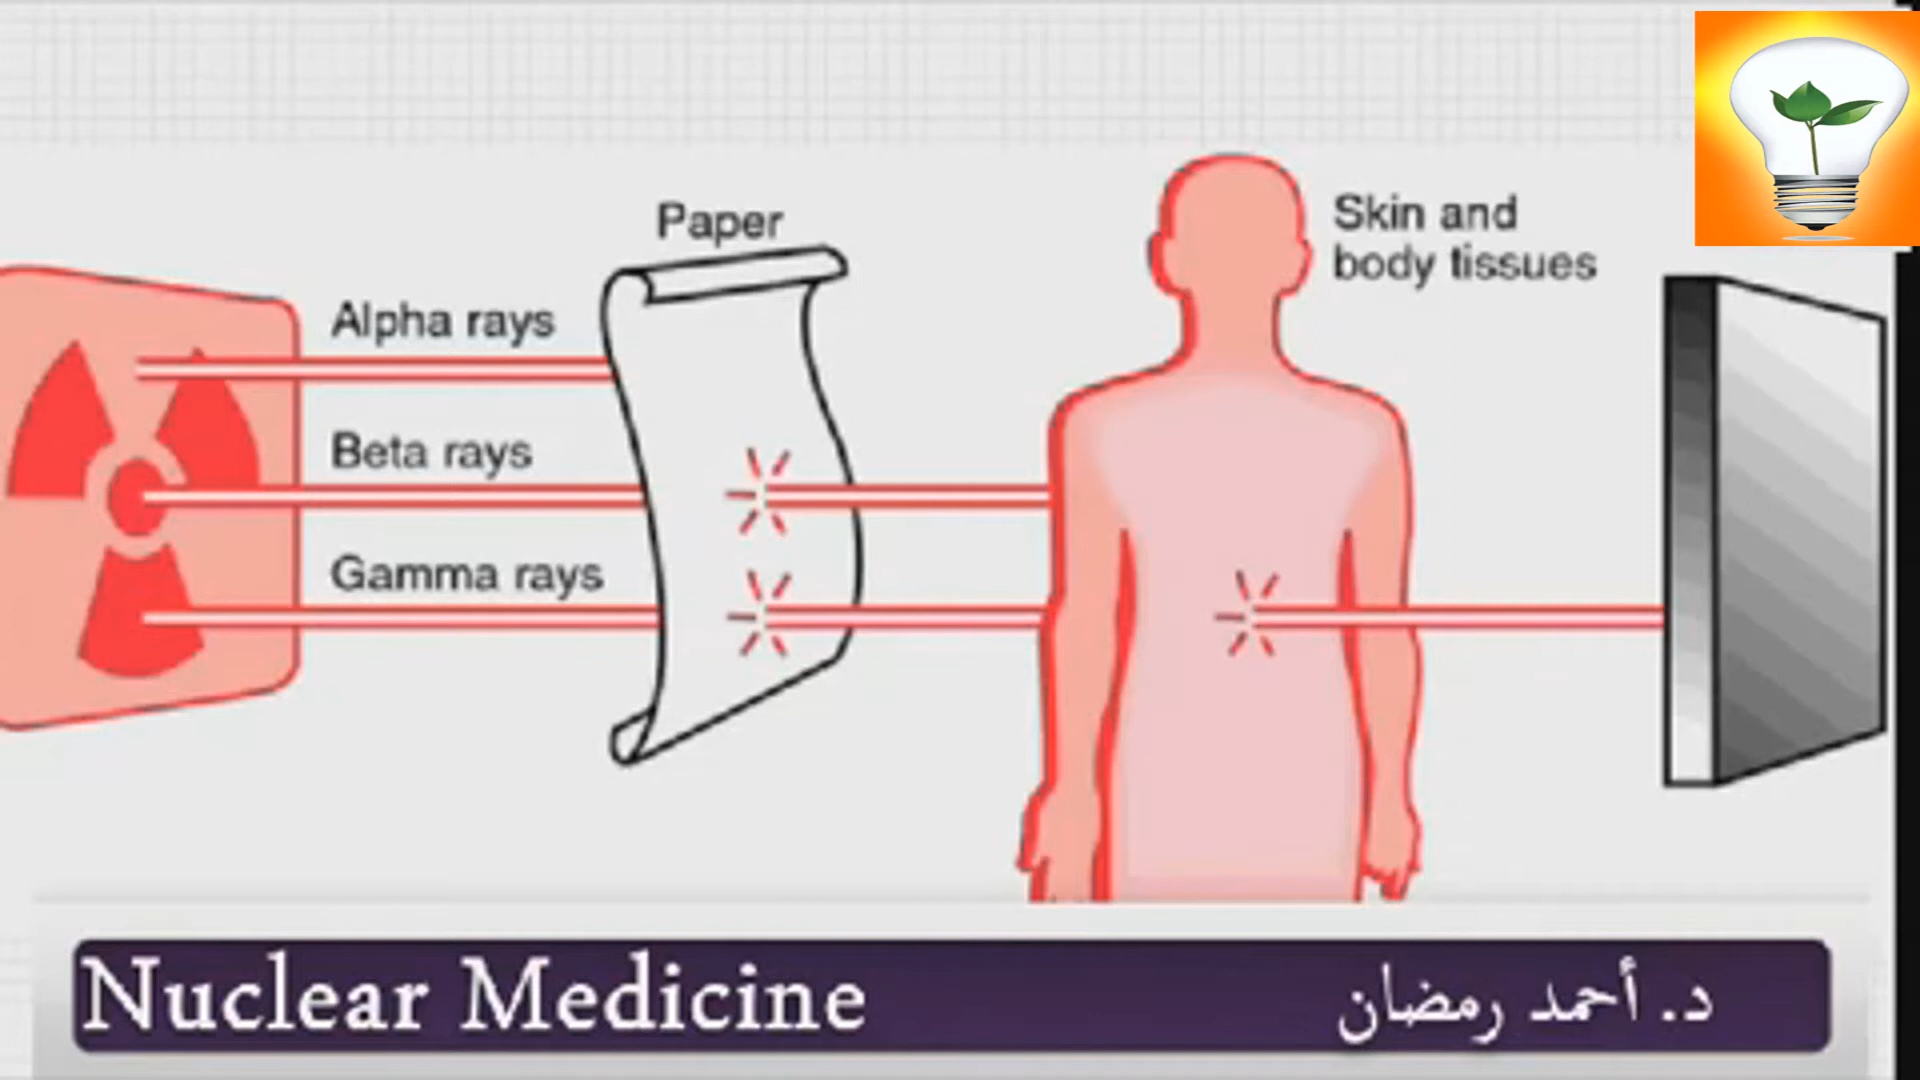 Paper
Skin and
body tissues
Alpha rays
Beta rays
Gamma rays
Nuclear Medicine
د. أحمد رمضان